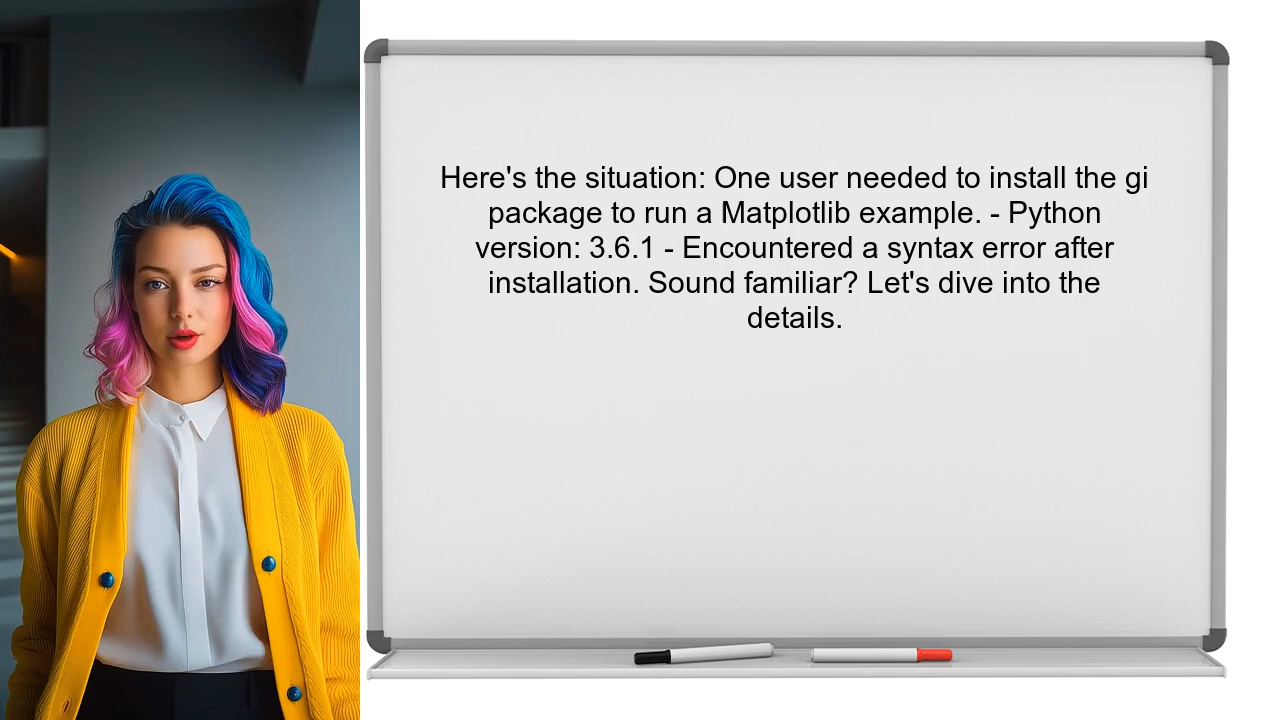 Here's the situation: One user needed to install the gi
package to run a Matplotlib example. - Python
version: 3.6.1 - Encountered a syntax error after
installation. Sound familiar? Let's dive into the
details.